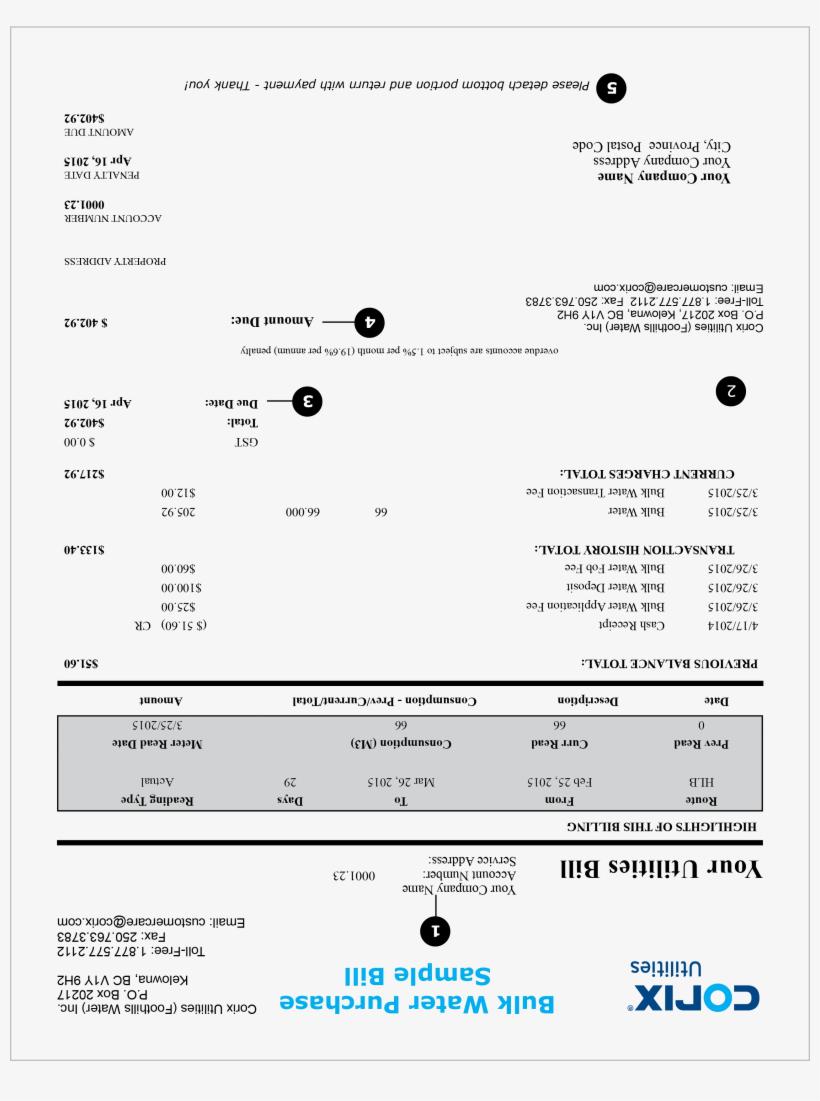 CORIX®
Utilities
Bulk Water Purchase
Sample Bill
Corix Utilities (Foothills Water) Inc.
P.O. Box 20217
Kelowna, BC V1Y 9H2
Toll-Free: 1.877.577.2112
Fax: 250.763.3783
Email: customercare@corix.com
1
Your Utilities Bill
Your Company Name
Account Number: 0001.23
Service Address:
HIGHLIGHTS OF THIS BILLING
Route From To Days Reading Type
HLB Feb 25, 2015 Mar 26, 2015 29 Actual
Prev Read Curr Read Consumption (M3) Meter Read Date
0 66 66 3/25/2015
Date Description Consumption - Prev/Current/Total Amount
PREVIOUS BALANCE TOTAL: $51.60
4/17/2014 Cash Receipt ($ 51.60) CR
3/26/2015 Bulk Water Application Fee $25.00
3/26/2015 Bulk Water Deposit $100.00
3/26/2015 Bulk Water Fob Fee $60.00
TRANSACTION HISTORY TOTAL: $133.40
3/25/2015 Bulk Water 66 66.000 205.92
3/25/2015 Bulk Water Transaction Fee $12.00
CURRENT CHARGES TOTAL: $217.92
GST $ 0.00
Total: $402.92
2
3 Due Date: Apr 16, 2015
overdue accounts are subject to 1.5% per month (19.6% per annum) penalty
Corix Utilities (Foothills Water) Inc.
P.O. Box 20217, Kelowna, BC V1Y 9H2
Toll-Free: 1.877.577.2112 Fax: 250.763.3783
Email: customercare@corix.com
4 Amount Due: $ 402.92
PROPERTY ADDRESS
ACCOUNT NUMBER
0001.23
PENALTY DATE
Apr 16, 2015
AMOUNT DUE
$402.92
Your Company Name
Your Company Address
City, Province Postal Code
5 Please detach bottom portion and return with payment - Thank you!